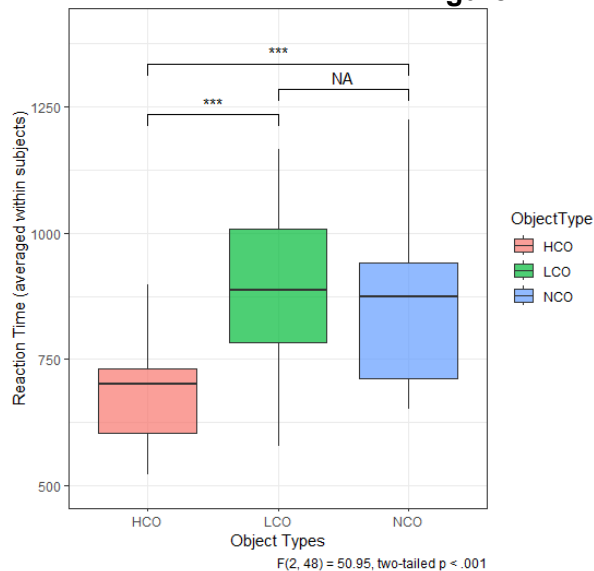 ***
NA
***
1250
1000
750
500
Reaction Time (averaged within subjects)
HCO
LCO
NCO
Object Types
F(2, 48) = 50.95, two-tailed p < .001
ObjectType
HCO
LCO
NCO